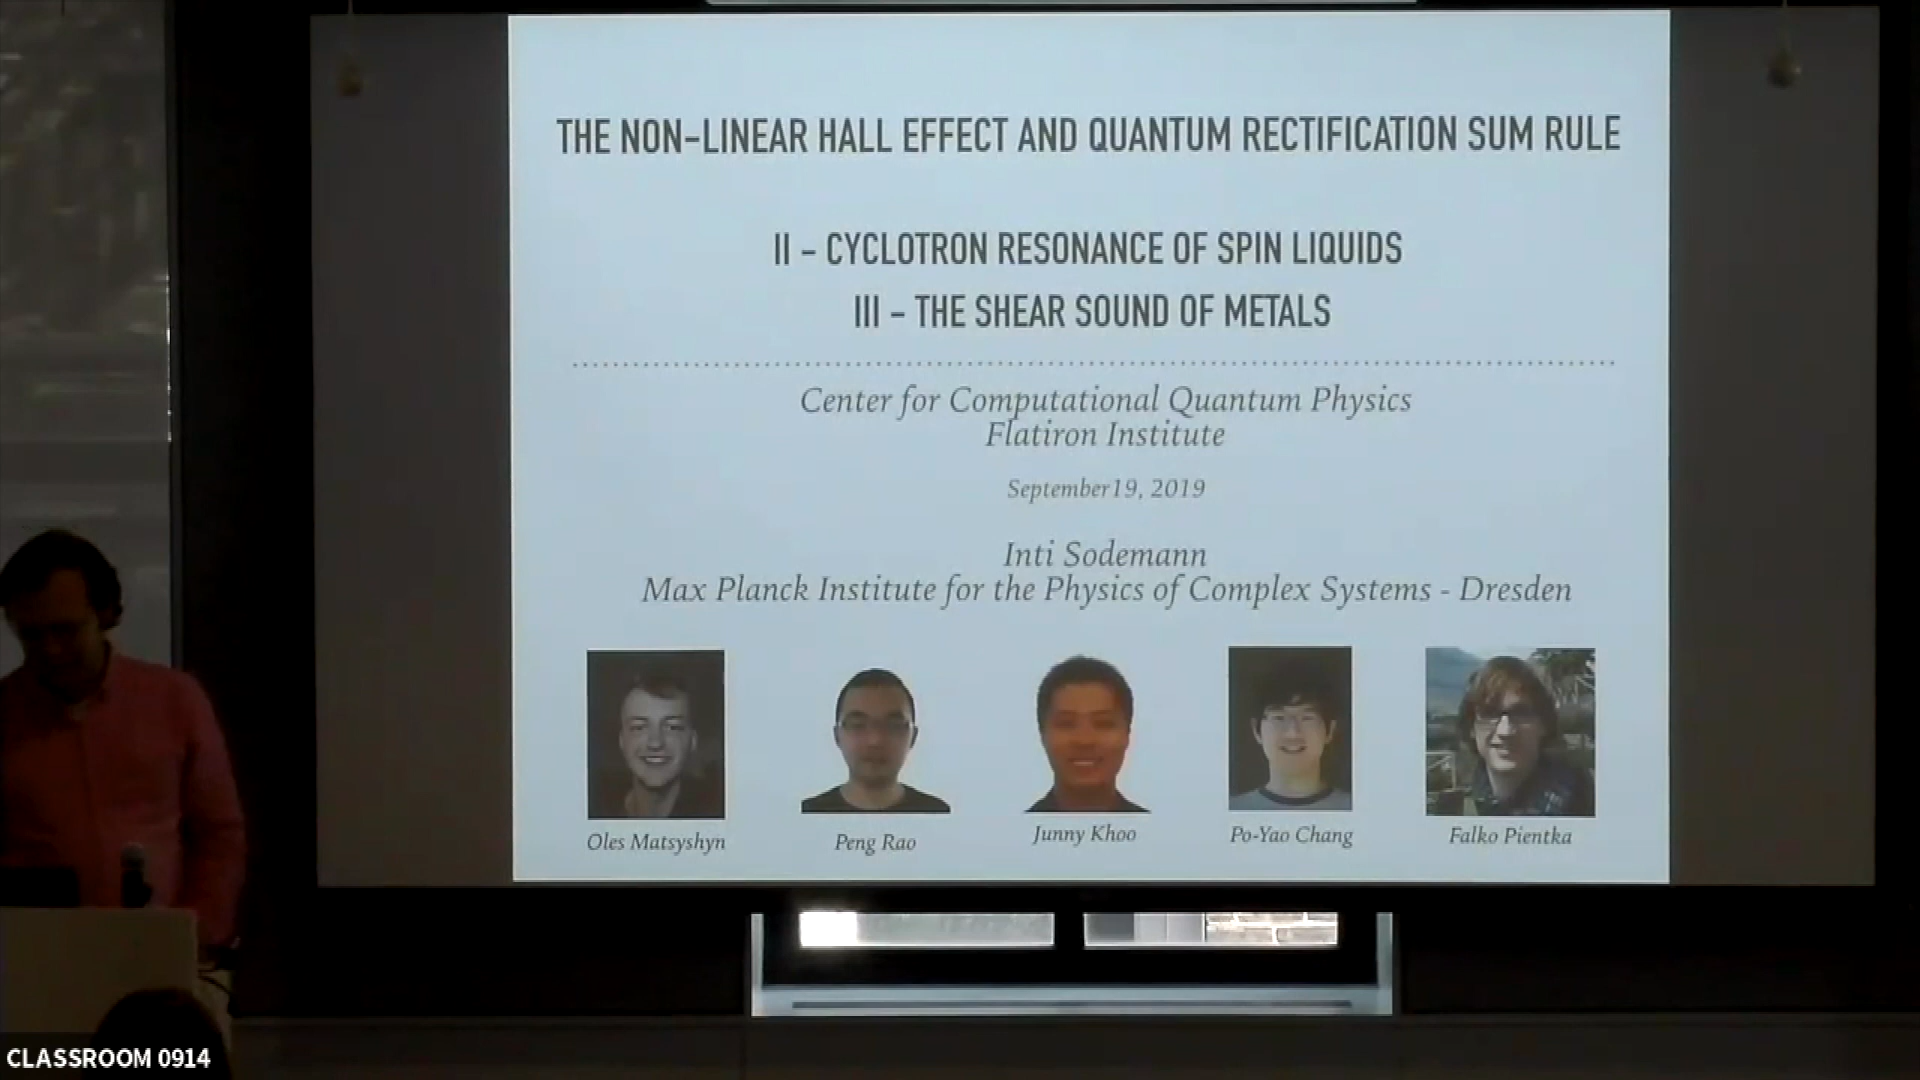 THE NON-LINEAR HALL EFFECT AND QUANTUM RECTIFICATION SUM RULE
II - CYCLOTRON RESONANCE OF SPIN LIQUIDS
III - THE SHEAR SOUND OF METALS
Center for Computational Quantum Physics
Flatiron Institute
September19, 2019
Inti Sodemann
Max Planck Institute for the Physics of Complex Systems - Dresden
Oles Matsyshyn
Peng Rao
Junny Khoo
Po-Yao Chang
Falko Pientka
CLASSROOM 0914